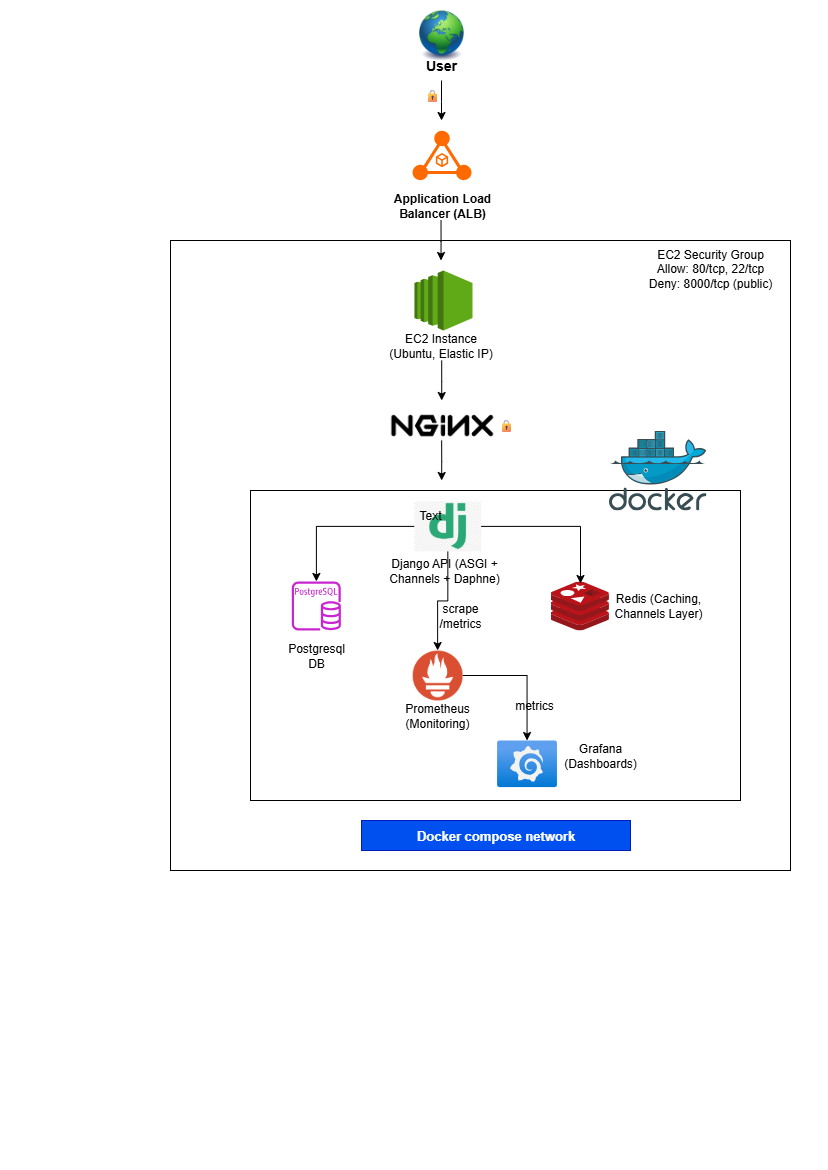 User
Application Load
Balancer (ALB)
EC2 Security Group
Allow: 80/tcp, 22/tcp
Deny: 8000/tcp (public)
EC2 Instance
(Ubuntu, Elastic IP)
NGiNX
docker
Text
dj
Django API (ASGI +
Channels + Daphne)
PostgreSQL
Postgresql
DB
Redis (Caching,
Channels Layer)
scrape
/metrics
Prometheus
(Monitoring)
metrics
Grafana
(Dashboards)
Docker compose network